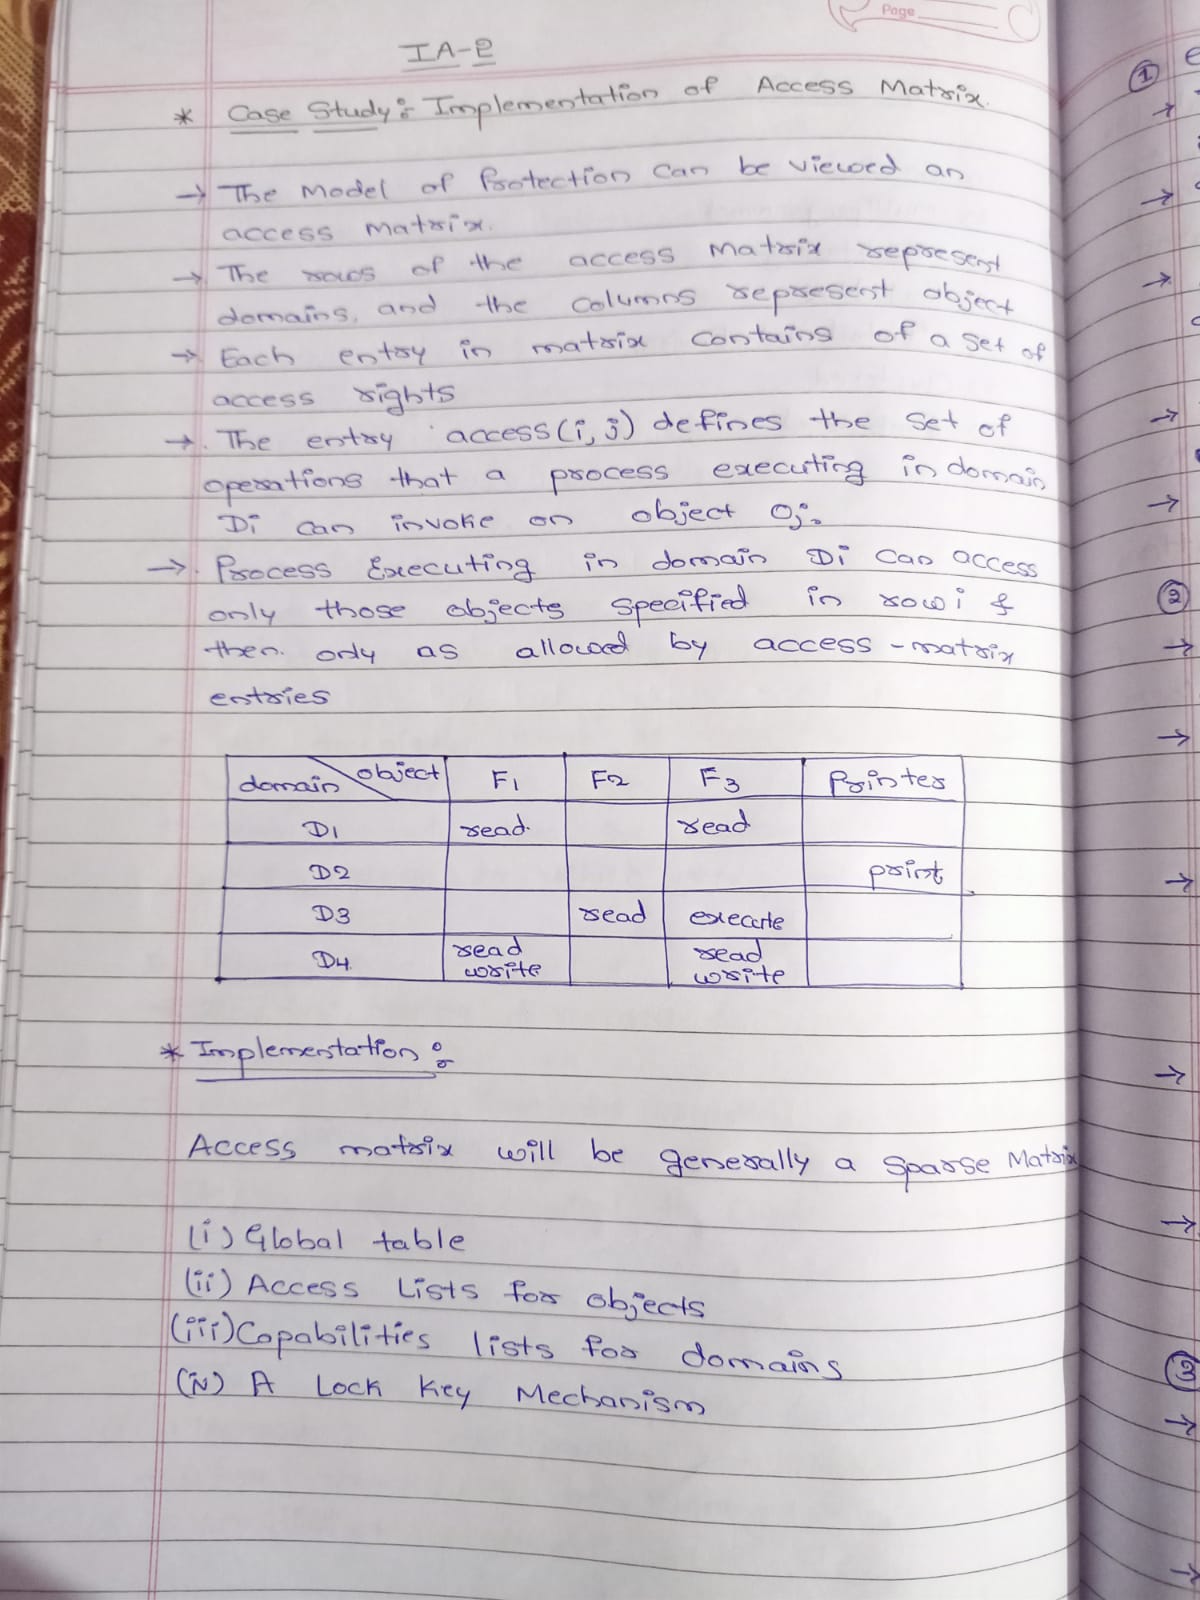 Page
IA-2
* Case Study : Implementation of Access Matrix.
→ The Model of Protection can be viewed an
access matrix.
→ The rows of the access matrix represent
domains, and the columns represent object
→ Each entry in matrix contains of a set of
access rights
→. The entry access(i, j) defines the set of
operations that a process executing in domain
Di can invoke on object Oj.
→. Process Executing in domain Di can access
only those objects specified in row i &
then only as allowed by access-matrix
entries
domain \ object F1 F2 F3 Printer
D1 read. read
D2 print
D3 read execute
D4 read write read write
* Implementation :
Access matrix will be generally a Sparse Matrix
(i) Global table
(ii) Access Lists for objects
(iii) Capabilities lists for domains
(iv) A Lock Key Mechanism
①
→
②
→
③
→